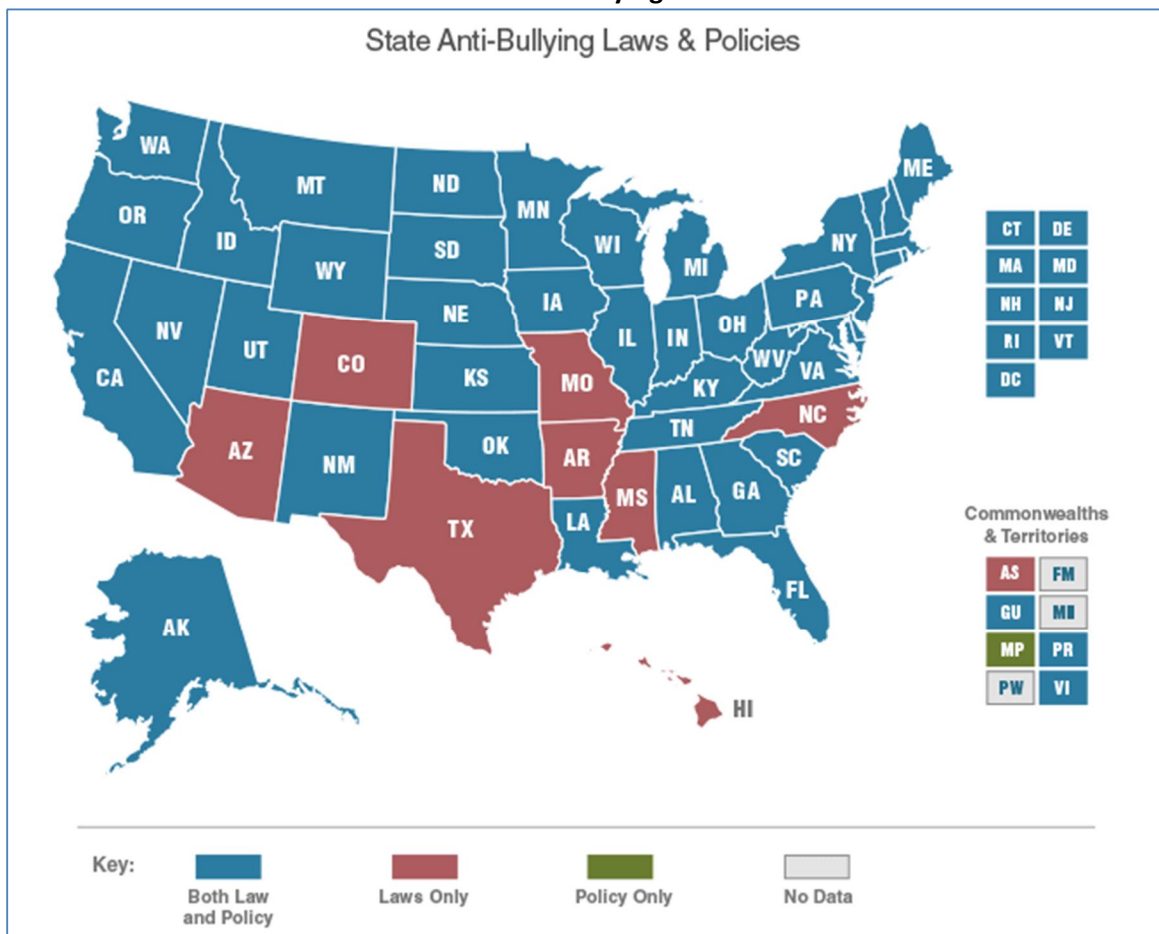 State Anti-Bullying Laws & Policies
WA
MT
ND
MN
ME
OR
ID
SD
WI
NY
WY
MI
IA
PA
NE
NV
OH
IL
IN
UT
CO
WV
CA
KS
MO
VA
KY
NC
TN
AZ
OK
NM
AR
SC
MS
AL
GA
LA
TX
FL
AK
HI
CT DE
MA MD
NH NJ
RI VT
DC
Commonwealths
& Territories
AS FM
GU
MP PR
PW VI
Key:
Both Law
and Policy
Laws Only
Policy Only
No Data